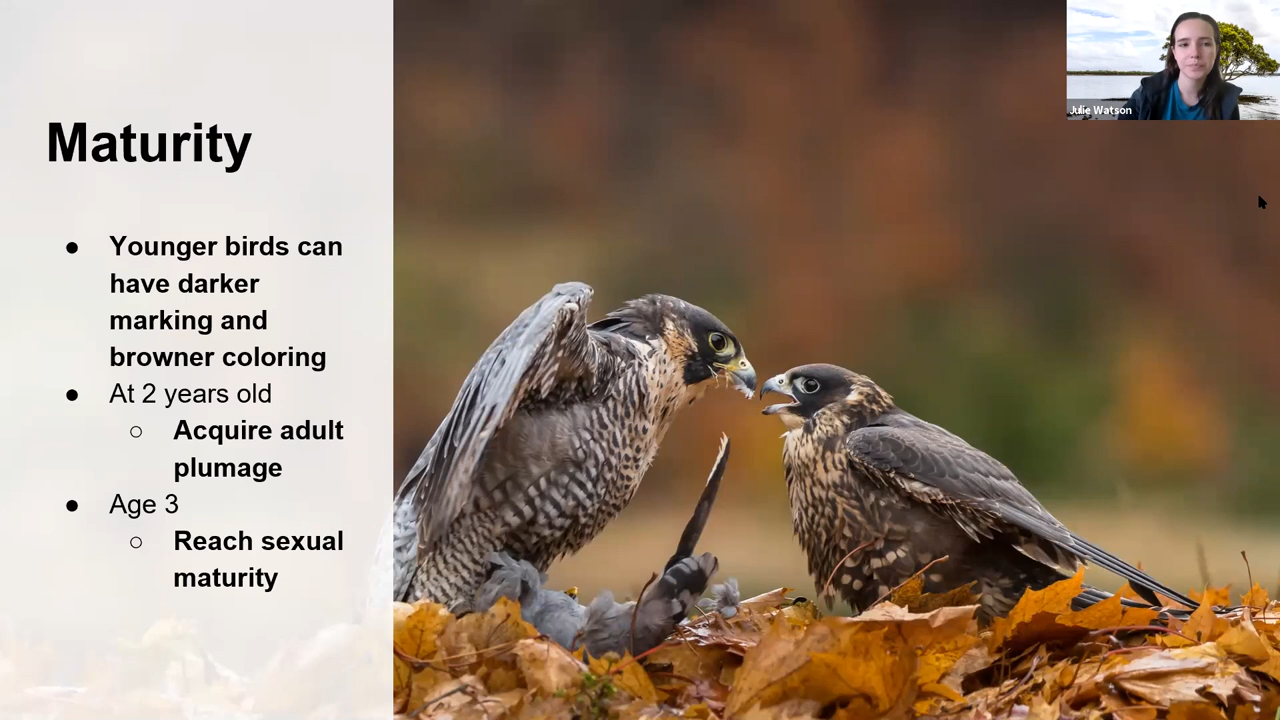 Maturity
● Younger birds can
have darker
marking and
browner coloring
● At 2 years old
○ Acquire adult
plumage
● Age 3
○ Reach sexual
maturity
Julie Watson